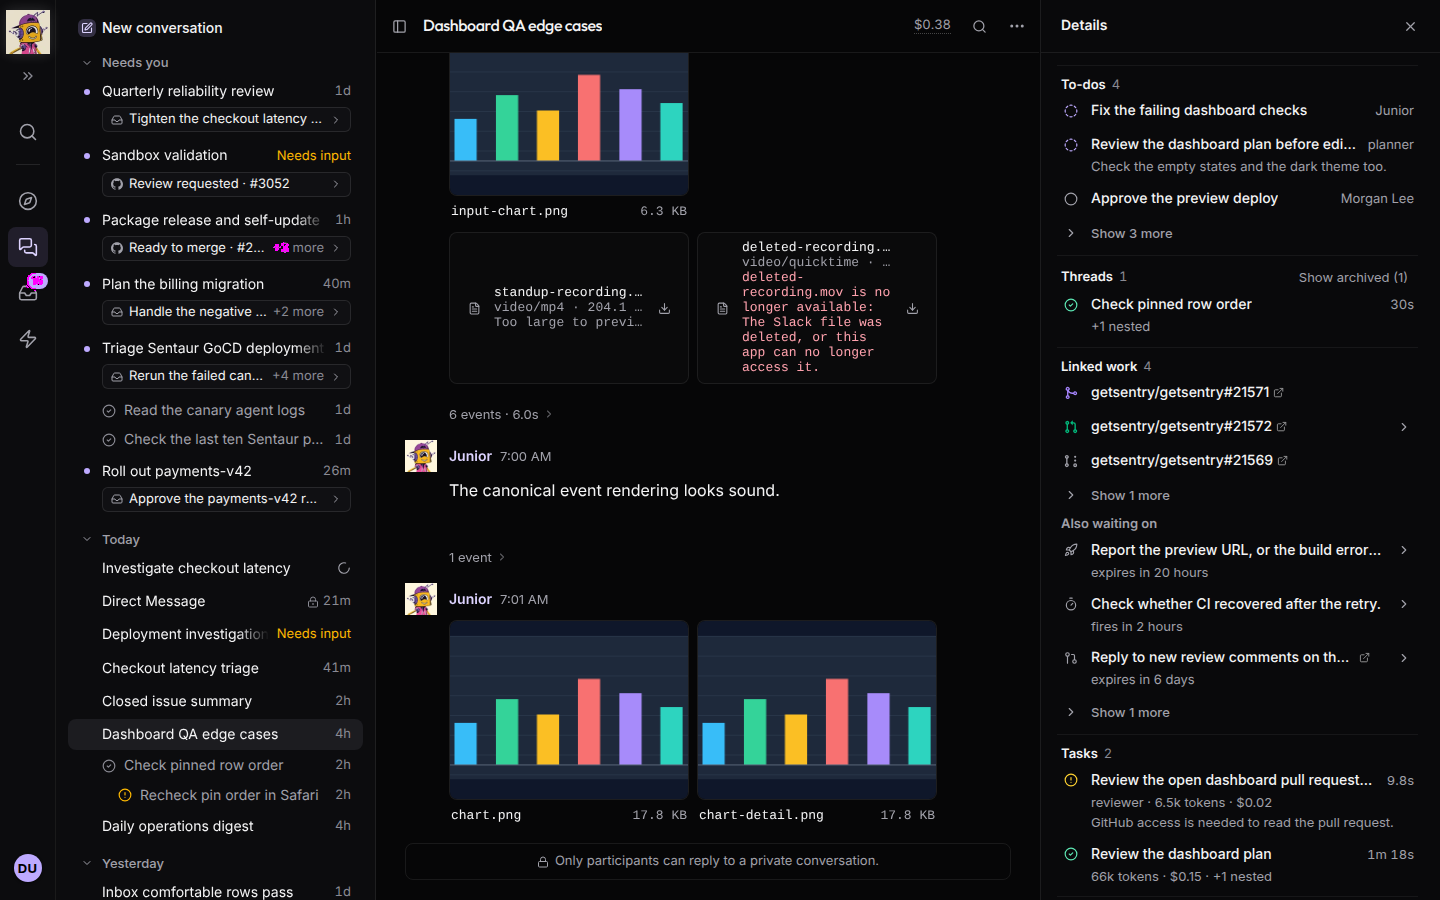 New conversation
Needs you
Quarterly reliability review 1d
Tighten the checkout latency ...
Sandbox validation Needs input
Review requested · #3052
Package release and self-update 1h
Ready to merge · #2... more
Plan the billing migration 40m
Handle the negative ... +2 more
Triage Sentaur GoCD deployment 1d
Rerun the failed can... +4 more
Read the canary agent logs 1d
Check the last ten Sentaur p... 1d
Roll out payments-v42 26m
Approve the payments-v42 r...
Today
Investigate checkout latency
Direct Message 21m
Deployment investigation Needs input
Checkout latency triage 41m
Closed issue summary 2h
Dashboard QA edge cases 4h
Check pinned row order 2h
Recheck pin order in Safari 2h
Daily operations digest 4h
Yesterday
Inbox comfortable rows pass 1d
DU
Dashboard QA edge cases $0.38
input-chart.png 6.3 KB
standup-recording.…
video/mp4 · 204.1 …
Too large to previ…
deleted-recording.…
video/quicktime · …
deleted-
recording.mov is no
longer available:
The Slack file was
deleted, or this
app can no longer
access it.
6 events · 6.0s
Junior 7:00 AM
The canonical event rendering looks sound.
1 event
Junior 7:01 AM
chart.png 17.8 KB
chart-detail.png 17.8 KB
Only participants can reply to a private conversation.
Details
To-dos 4
Fix the failing dashboard checks Junior
Review the dashboard plan before edi... planner
Check the empty states and the dark theme too.
Approve the preview deploy Morgan Lee
Show 3 more
Threads 1 Show archived (1)
Check pinned row order 30s
+1 nested
Linked work 4
getsentry/getsentry#21571
getsentry/getsentry#21572
getsentry/getsentry#21569
Show 1 more
Also waiting on
Report the preview URL, or the build error...
expires in 20 hours
Check whether CI recovered after the retry.
fires in 2 hours
Reply to new review comments on th...
expires in 6 days
Show 1 more
Tasks 2
Review the open dashboard pull request... 9.8s
reviewer · 6.5k tokens · $0.02
GitHub access is needed to read the pull request.
Review the dashboard plan 1m 18s
66k tokens · $0.15 · +1 nested